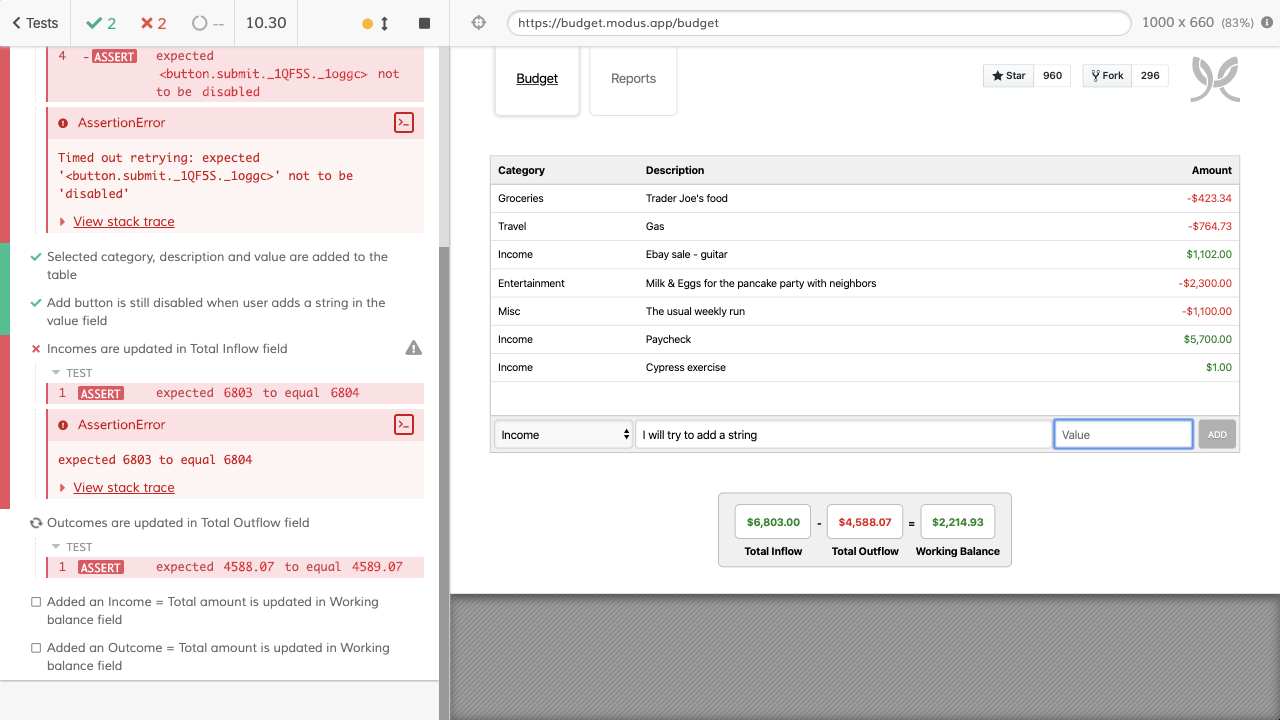 Tests
2
2
--
10.30
https://budget.modus.app/budget
1000 x 660 (83%)
4 -ASSERT expected
<button.submit._1QF5S._1oggc> not
to be disabled
AssertionError
Timed out retrying: expected
'<button.submit._1QF5S._1oggc>' not to be
'disabled'
View stack trace
Selected category, description and value are added to the
table
Add button is still disabled when user adds a string in the
value field
Incomes are updated in Total Inflow field
TEST
1 ASSERT expected 6803 to equal 6804
AssertionError
expected 6803 to equal 6804
View stack trace
Outcomes are updated in Total Outflow field
TEST
1 ASSERT expected 4588.07 to equal 4589.07
Added an Income = Total amount is updated in Working
balance field
Added an Outcome = Total amount is updated in Working
balance field
Budget Reports
Star 960 Fork 296
Category Description Amount
Groceries Trader Joe's food -$423.34
Travel Gas -$764.73
Income Ebay sale - guitar $1,102.00
Entertainment Milk & Eggs for the pancake party with neighbors -$2,300.00
Misc The usual weekly run -$1,100.00
Income Paycheck $5,700.00
Income Cypress exercise $1.00
Income I will try to add a string Value ADD
$6,803.00 - $4,588.07 = $2,214.93
Total Inflow Total Outflow Working Balance